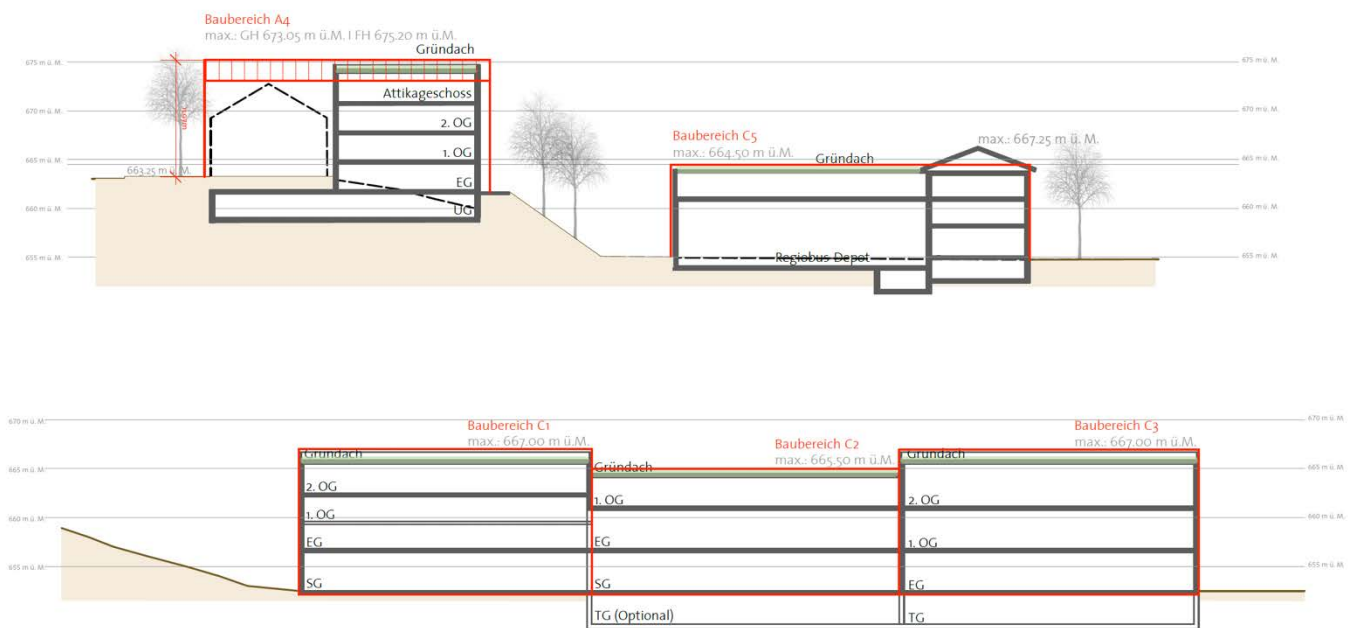 Baubereich A4
max.: GH 673.05 m ü.M. I FH 675.20 m ü.M.
Gründach
675 m ü. M.
675 m ü. M.
Attikageschoss
670 m ü. M.
670 m ü. M.
2. OG
Baubereich C5
max.: 664.50 m ü.M.
max.: 667.25 m ü. M.
1. OG
Gründach
665 m ü. M.
665 m ü. M.
663.25 m ü. M.
EG
UG
660 m ü. M.
660 m ü. M.
655 m ü. M.
Regiobus Depot
655 m ü. M.
670 m ü. M.
670 m ü. M.
Baubereich C1
max.: 667.00 m ü.M.
Baubereich C2
max.: 665.50 m ü.M.
Baubereich C3
max.: 667.00 m ü.M.
Gründach
Gründach
Gründach
665 m ü. M.
665 m ü. M.
2. OG
1. OG
2. OG
1. OG
660 m ü. M.
660 m ü. M.
EG
EG
1. OG
655 m ü. M.
655 m ü. M.
SG
SG
EG
TG (Optional)
TG